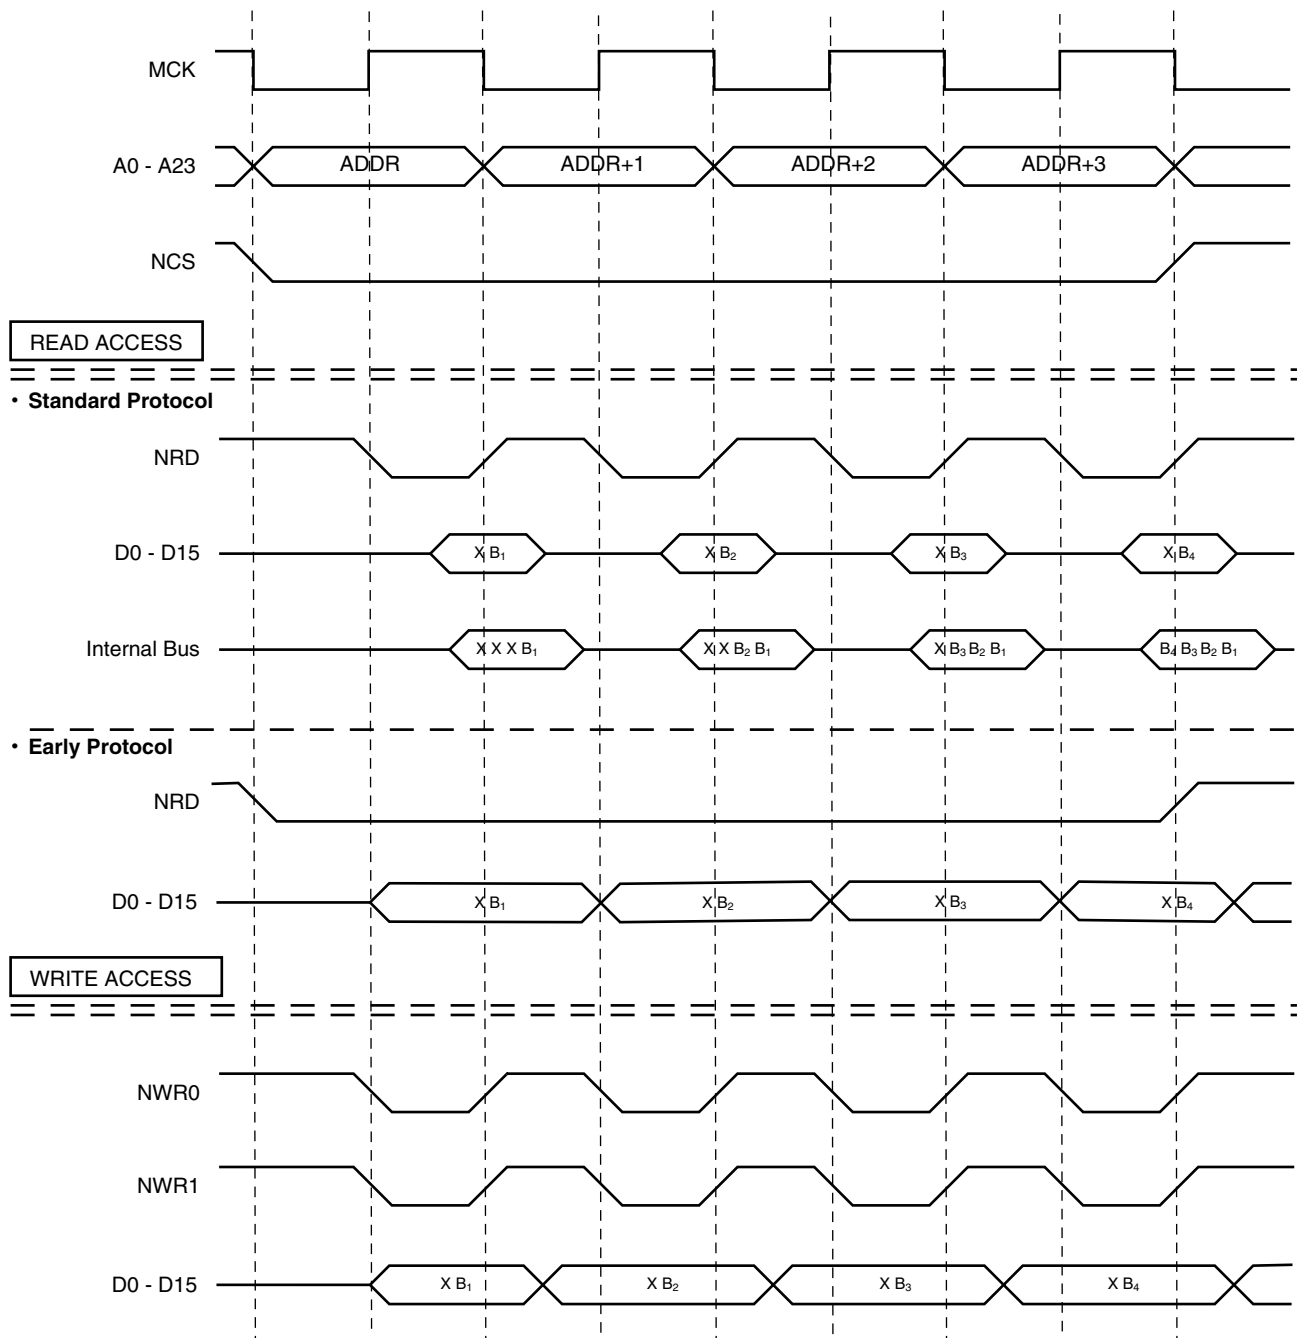 MCK
A0 - A23 ADDR ADDR+1 ADDR+2 ADDR+3
NCS
READ ACCESS
• Standard Protocol
NRD
D0 - D15 X B₁ X B₂ X B₃ X B₄
Internal Bus X X X B₁ X X B₂ B₁ X B₃ B₂ B₁ B₄ B₃ B₂ B₁
• Early Protocol
NRD
D0 - D15 X B₁ X B₂ X B₃ X B₄
WRITE ACCESS
NWR0
NWR1
D0 - D15 X B₁ X B₂ X B₃ X B₄